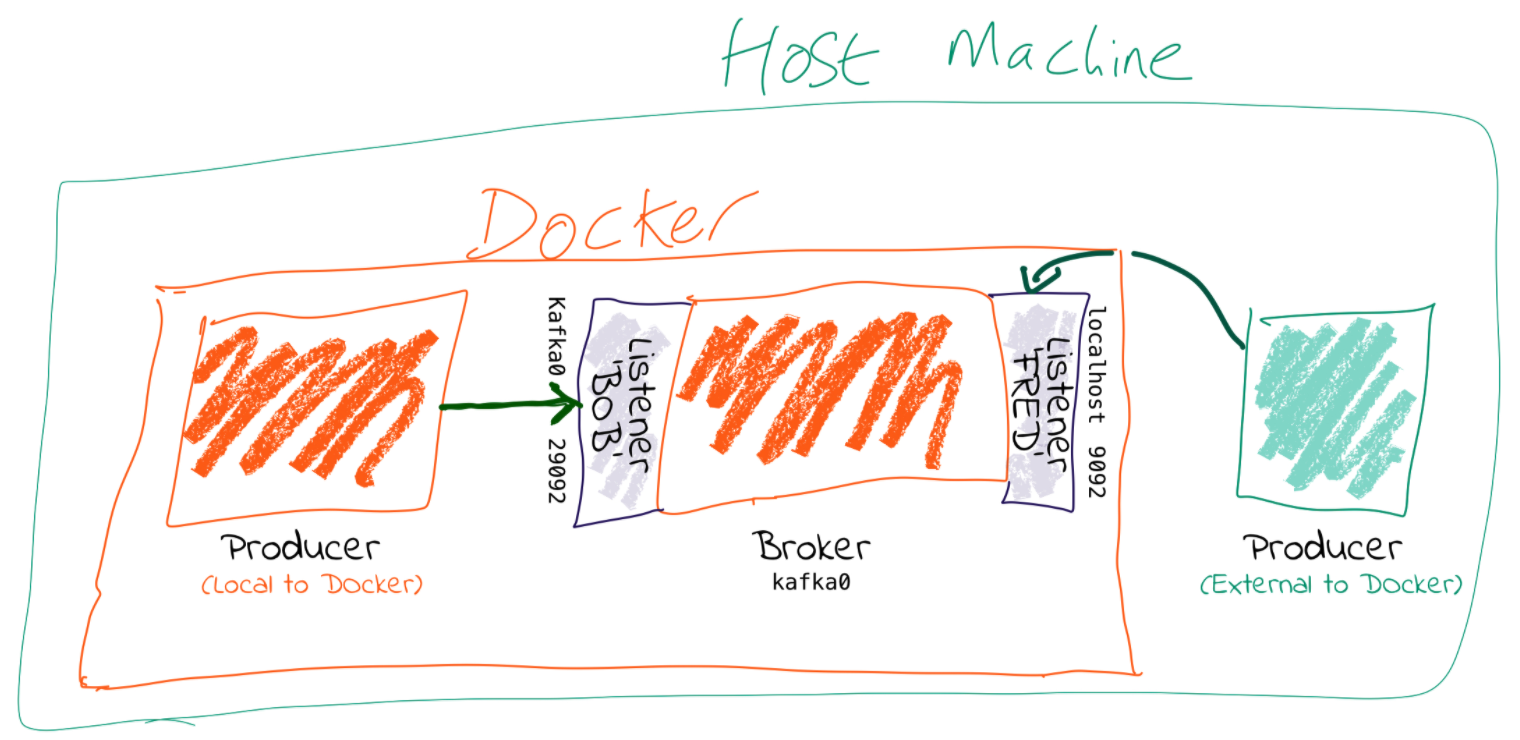 Host Machine
Docker
Kafka0 29092
Listener
'BOB'
Listener
'FRED'
localhost 9092
Producer
(Local to Docker)
Broker
kafka0
Producer
(External to Docker)